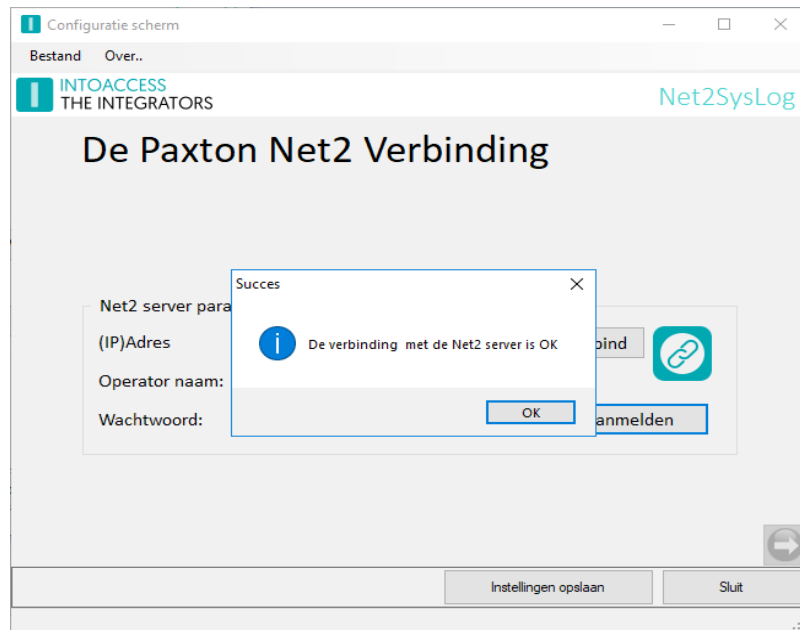 Configuratie scherm
Bestand Over..
INTOACCESS
THE INTEGRATORS
Net2SysLog
De Paxton Net2 Verbinding
Succes
Net2 server para
(IP)Adres
De verbinding met de Net2 server is OK
bind
Operator naam:
OK
Wachtwoord:
anmelden
Instellingen opslaan
Sluit